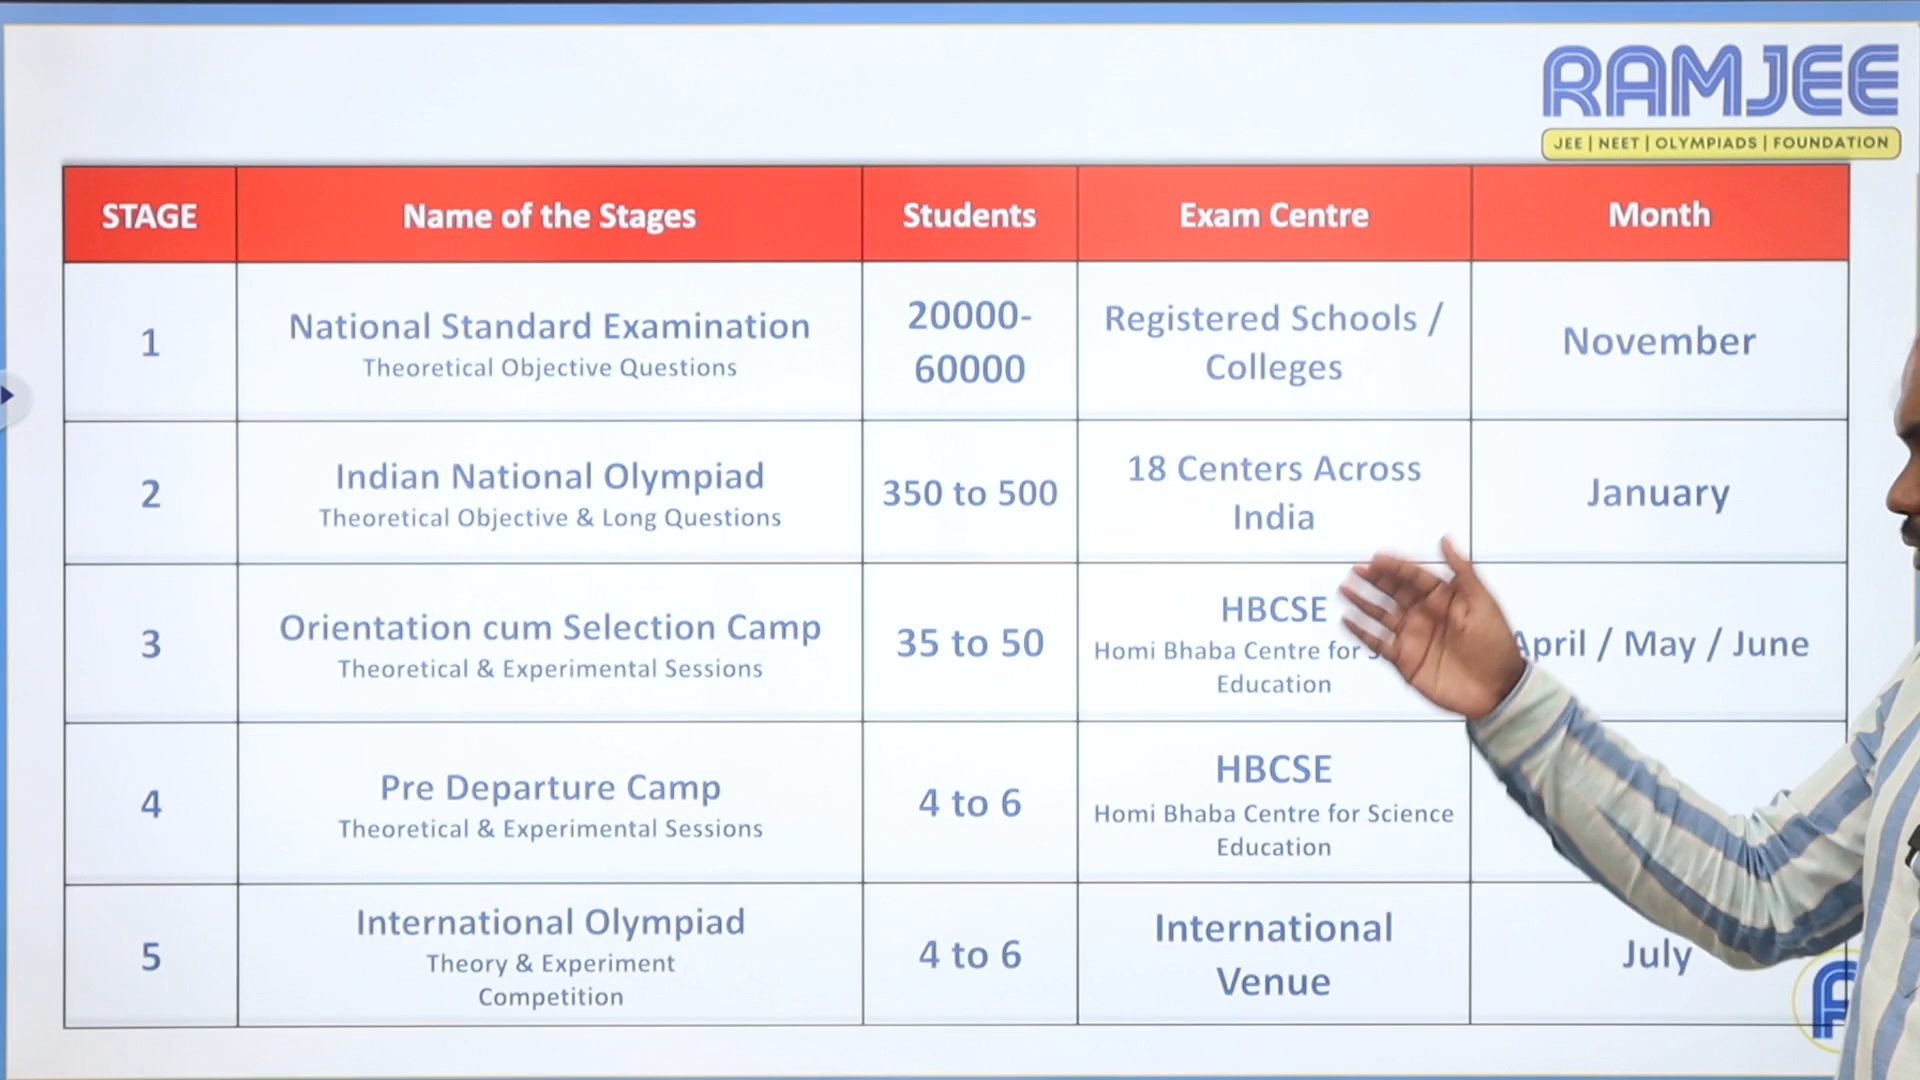 RAMJEE
JEE | NEET | OLYMPIADS | FOUNDATION
STAGE Name of the Stages Students Exam Centre Month
1 National Standard Examination
Theoretical Objective Questions
20000-
60000
Registered Schools /
Colleges
November
2 Indian National Olympiad
Theoretical Objective & Long Questions
350 to 500
18 Centers Across
India
January
3 Orientation cum Selection Camp
Theoretical & Experimental Sessions
35 to 50
HBCSE
Homi Bhaba Centre for
Education
April / May / June
4 Pre Departure Camp
Theoretical & Experimental Sessions
4 to 6
HBCSE
Homi Bhaba Centre for Science
Education
5 International Olympiad
Theory & Experiment
Competition
4 to 6
International
Venue
July